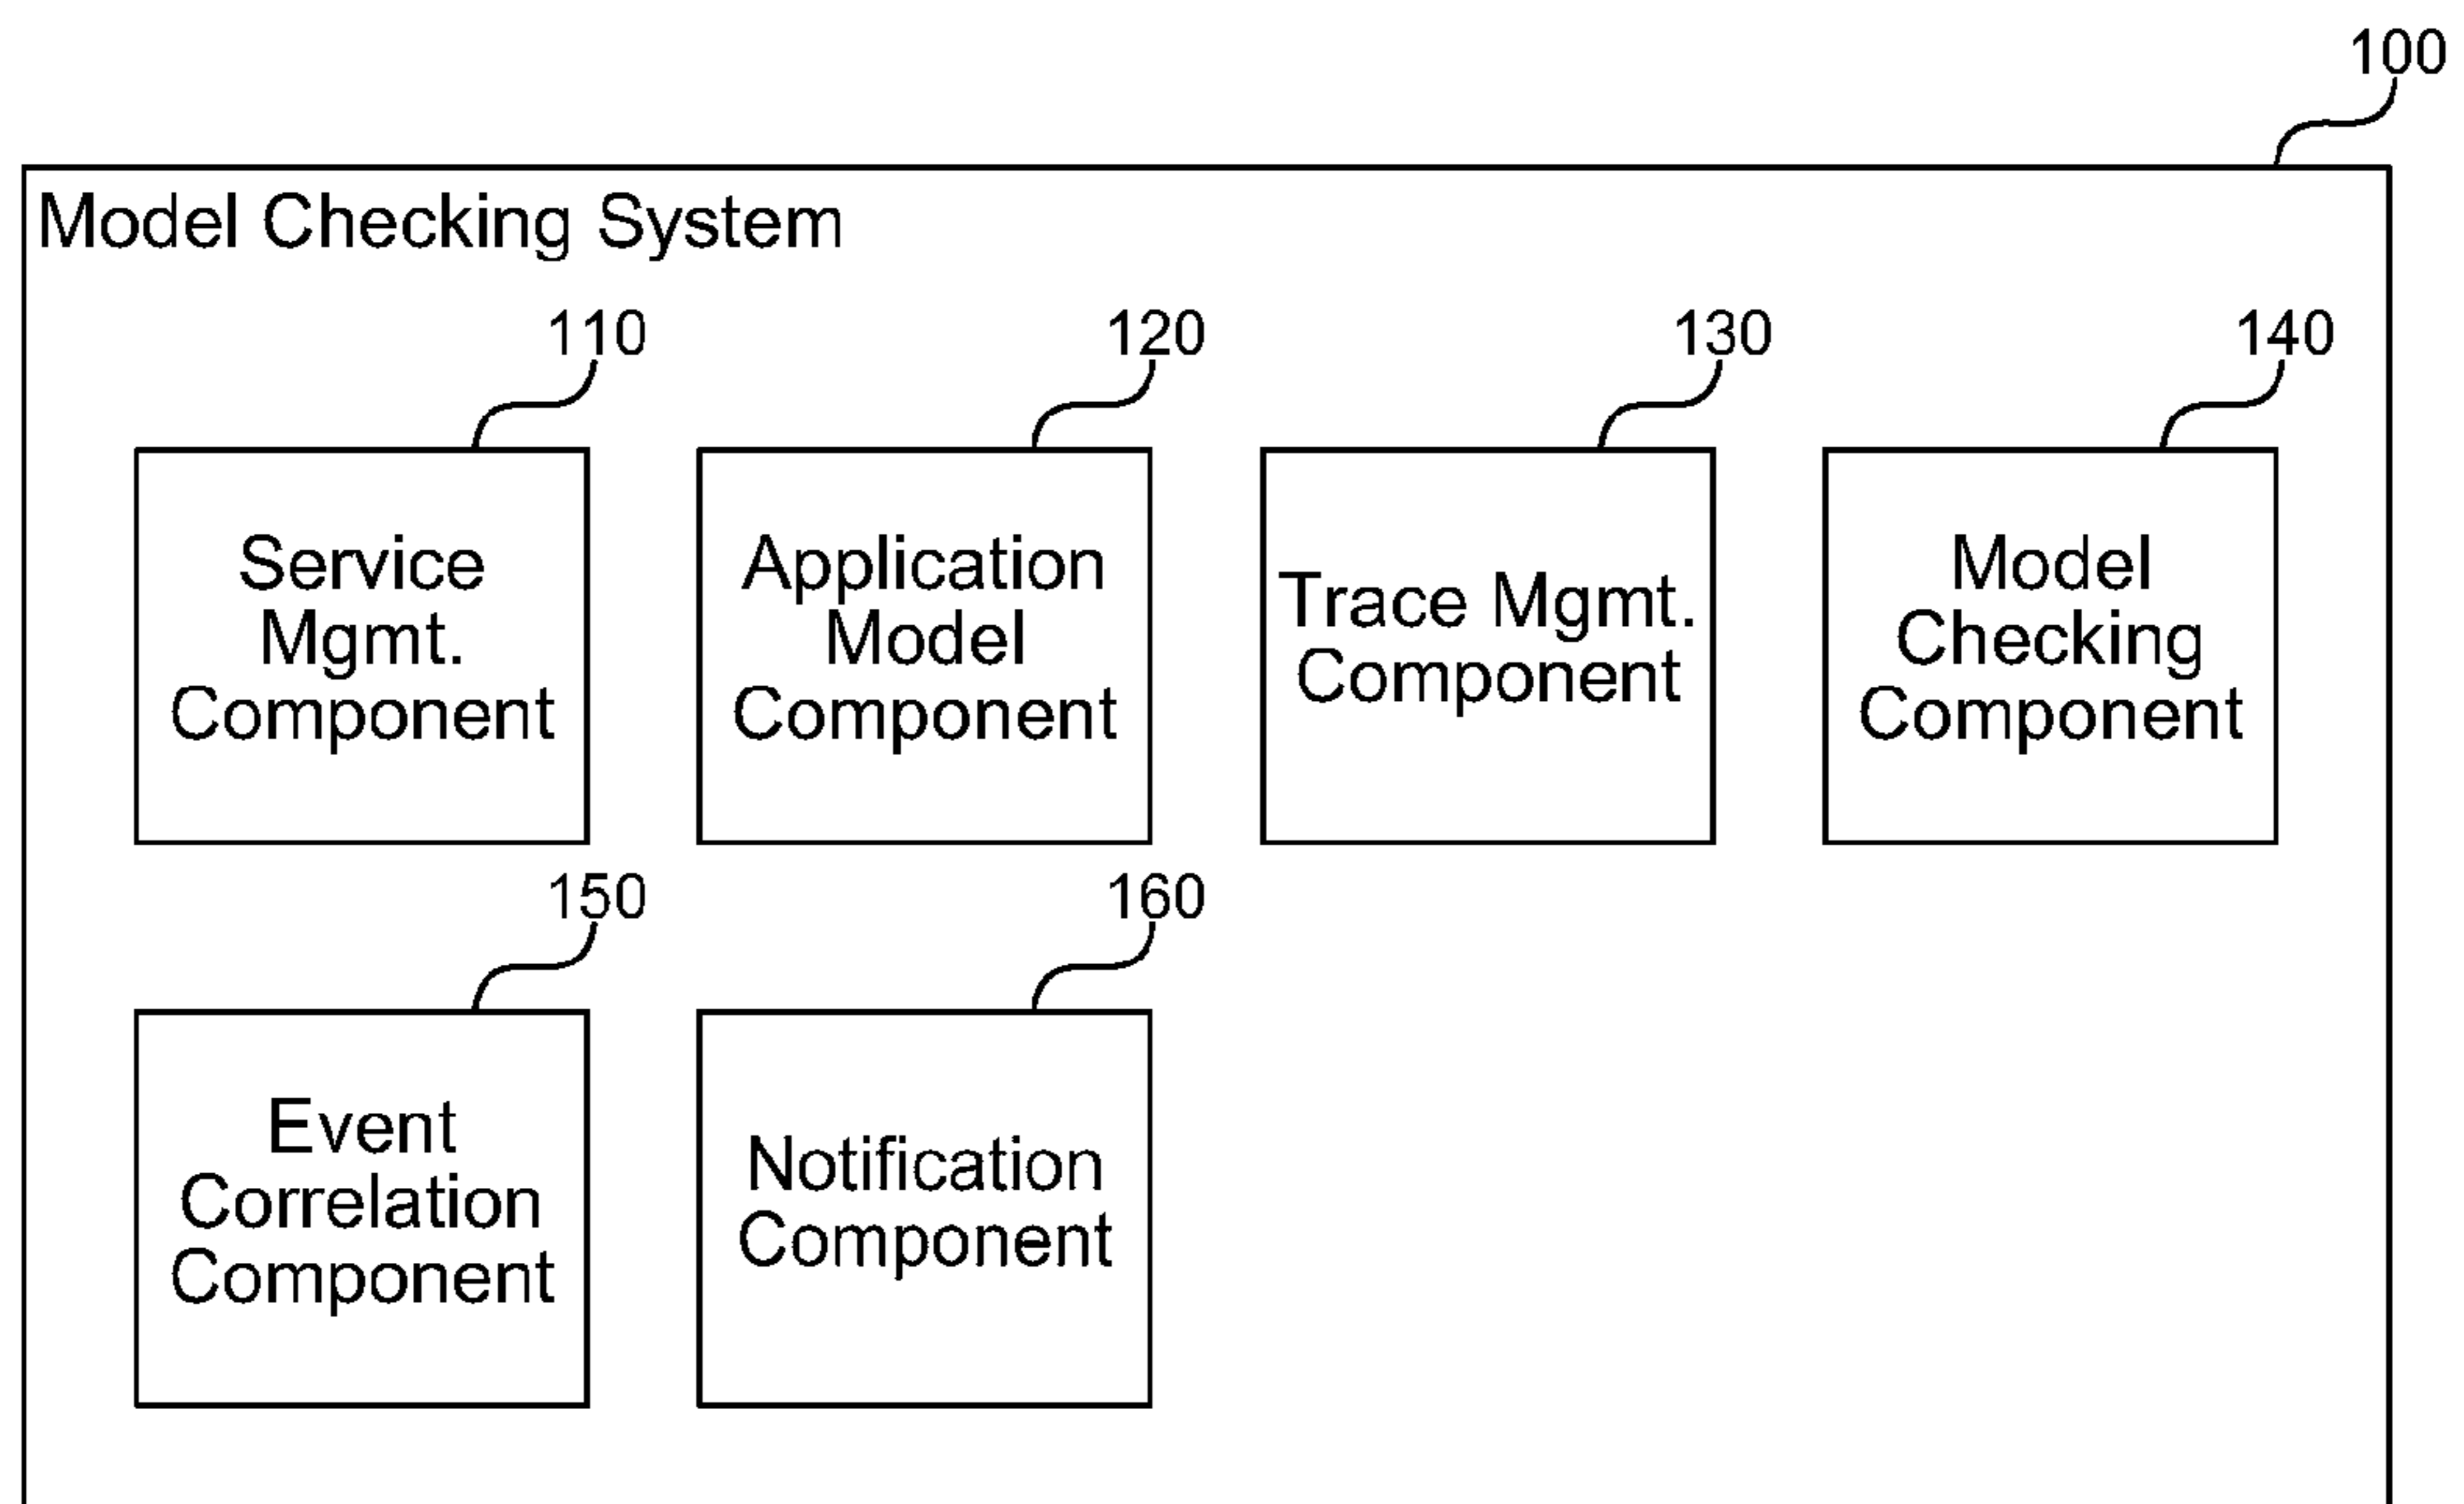 100
Model Checking System
110
120
130
140
Service
Mgmt.
Component
Application
Model
Component
Trace Mgmt.
Component
Model
Checking
Component
150
160
Event
Correlation
Component
Notification
Component